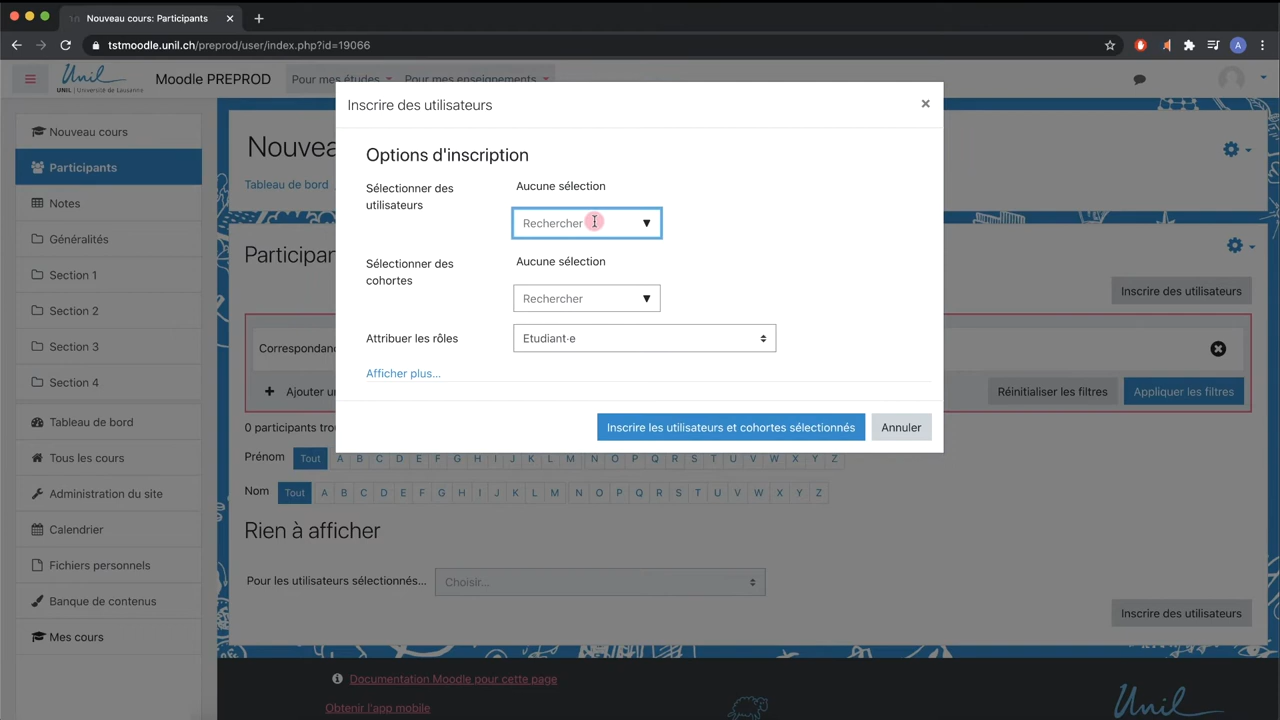 Nouveau cours: Participants
tstmoodle.unil.ch/preprod/user/index.php?id=19066
A
Unil
UNIL | Université de Lausanne
Moodle PREPROD
Pour mes études
Pour mes enseignements
Nouveau cours
Participants
Notes
Généralités
Section 1
Section 2
Section 3
Section 4
Tableau de bord
Tous les cours
Administration du site
Calendrier
Fichiers personnels
Banque de contenus
Mes cours
Inscrire des utilisateurs
Options d'inscription
Sélectionner des utilisateurs
Aucune sélection
Rechercher
Sélectionner des cohortes
Aucune sélection
Rechercher
Attribuer les rôles
Etudiant·e
Afficher plus...
Inscrire les utilisateurs et cohortes sélectionnés
Annuler
Nouvea
Tableau de bord
Participan
Inscrire des utilisateurs
Correspondanc
Ajouter un
Réinitialiser les filtres
Appliquer les filtres
0 participants trou
Prénom Tout A B C D E F G H I J K L M N O P Q R S T U V W X Y Z
Nom Tout A B C D E F G H I J K L M N O P Q R S T U V W X Y Z
Rien à afficher
Pour les utilisateurs sélectionnés...
Choisir...
Inscrire des utilisateurs
Documentation Moodle pour cette page
Obtenir l'app mobile
Unil